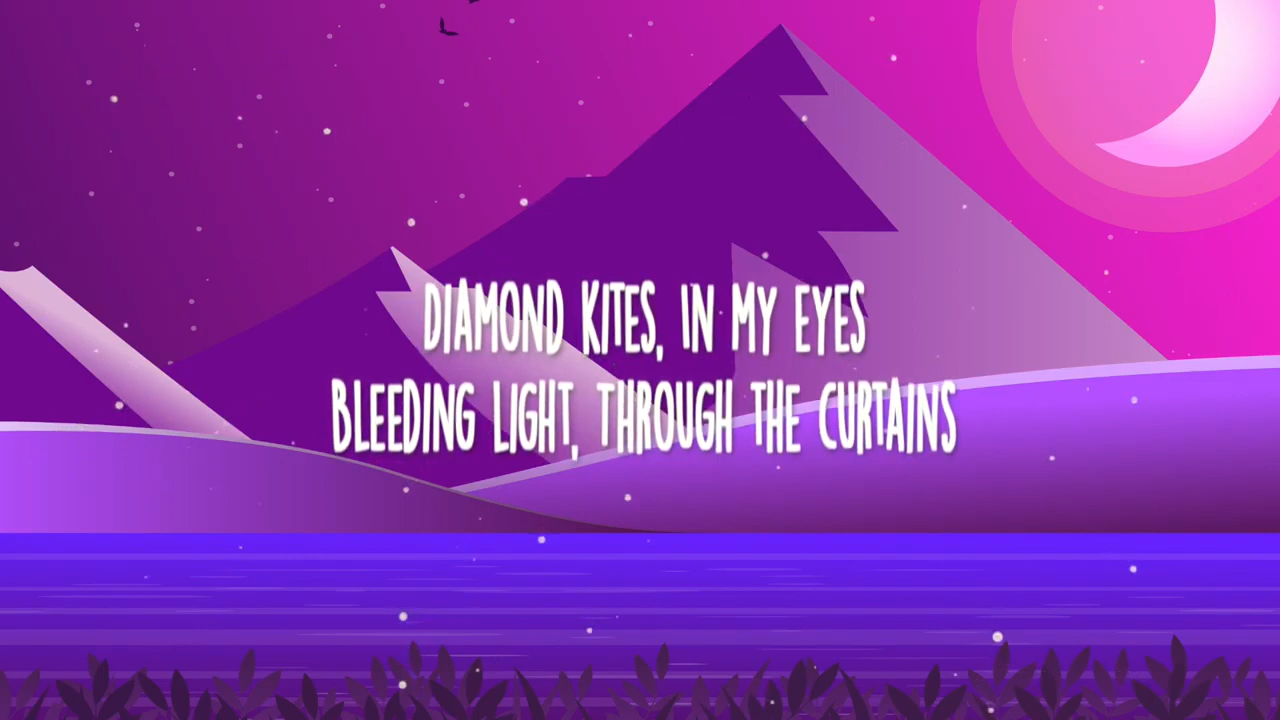 DIAMOND KITES, IN MY EYES
BLEEDING LIGHT, THROUGH THE CURTAINS